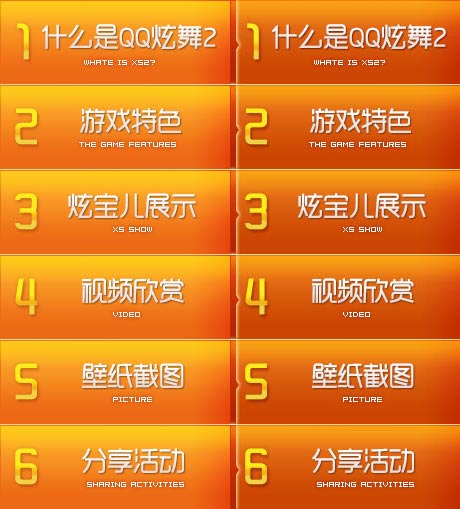 1 什么是QQ炫舞2
WHATE IS XS2?
1 什么是QQ炫舞2
WHATE IS XS2?
2 游戏特色
THE GAME FEATURES
2 游戏特色
THE GAME FEATURES
3 炫宝儿展示
XS SHOW
3 炫宝儿展示
XS SHOW
4 视频欣赏
VIDEO
4 视频欣赏
VIDEO
5 壁纸截图
PICTURE
5 壁纸截图
PICTURE
6 分享活动
SHARING ACTIVITIES
6 分享活动
SHARING ACTIVITIES